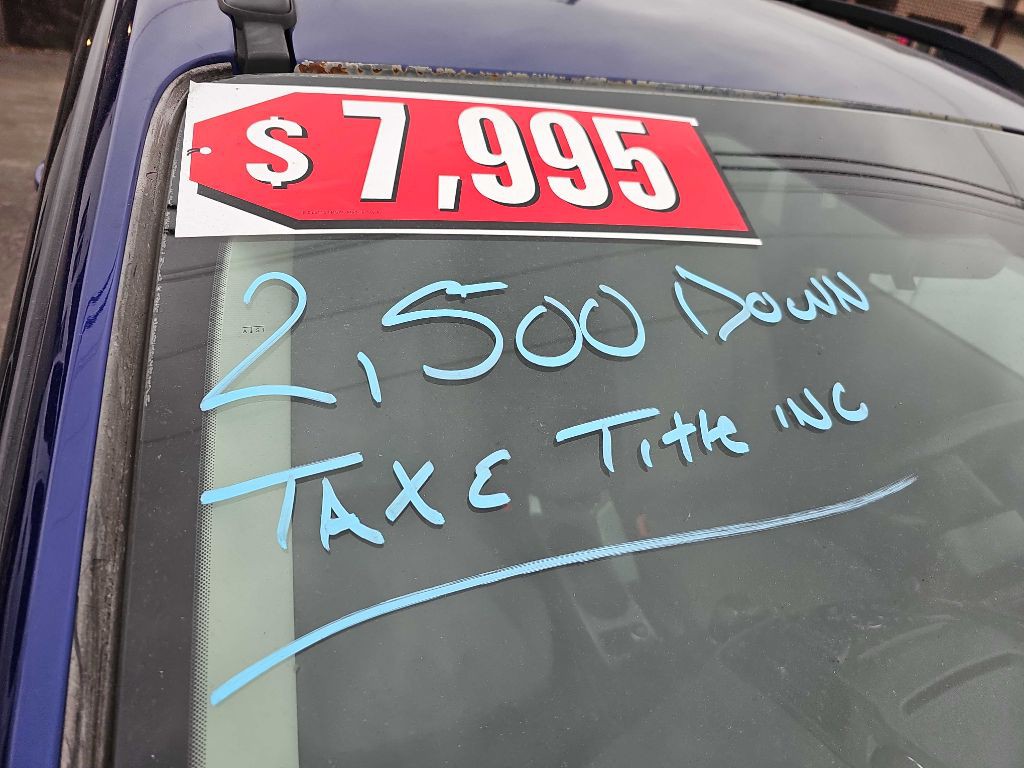 $7,995
2,500 DOWN
TAX & Title INC